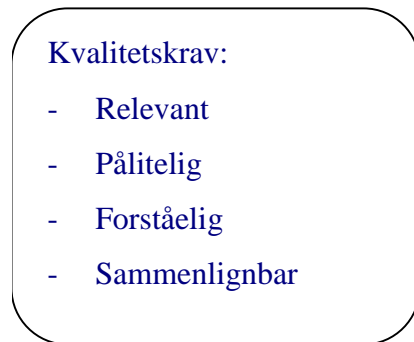 Kvalitetskrav:
- Relevant
- Pålitelig
- Forståelig
- Sammenlignbar